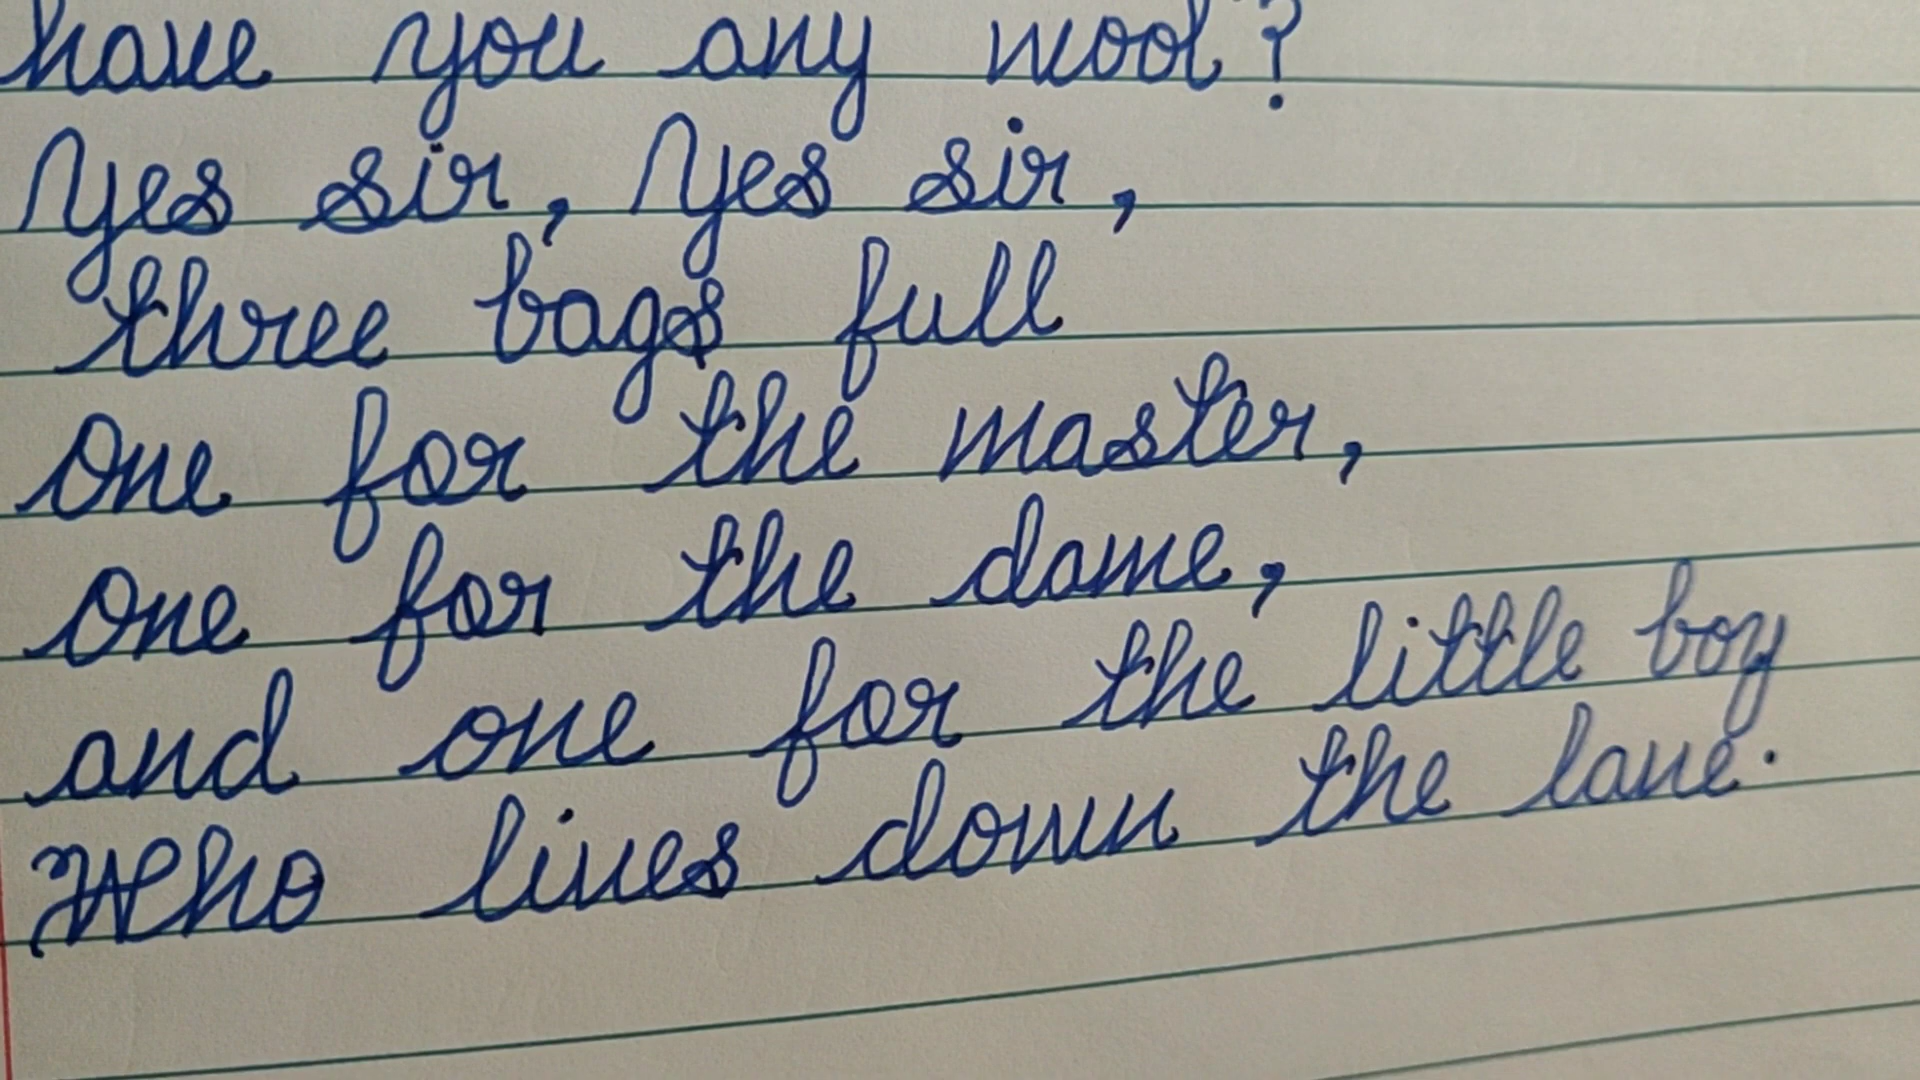 have you any wool?
Yes sir, Yes sir,
three bags full
One for the master,
One for the dame,
and one for the little boy
Who lives down the lane.